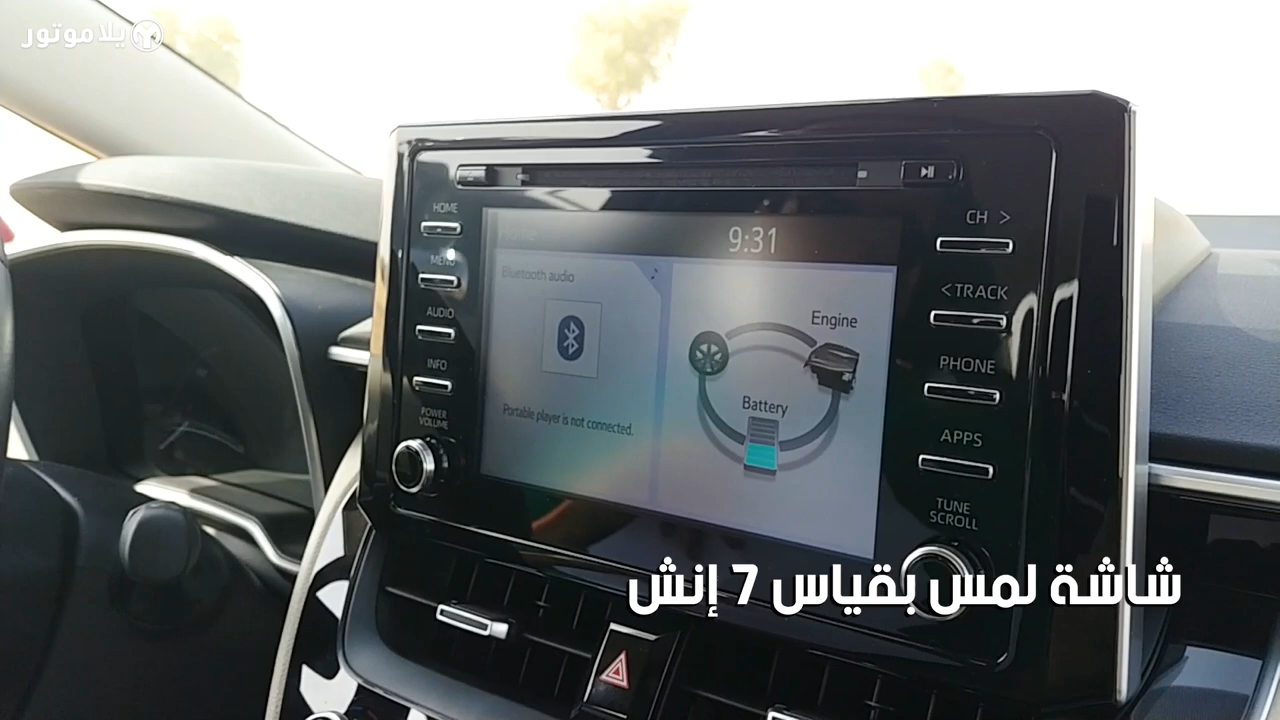 يلا موتور
HOME
MENU
AUDIO
INFO
POWER
VOLUME
9:31
Bluetooth audio
Portable player is not connected.
Engine
Battery
CH >
<TRACK
PHONE
APPS
TUNE
SCROLL
شاشة لمس بقياس 7 إنش